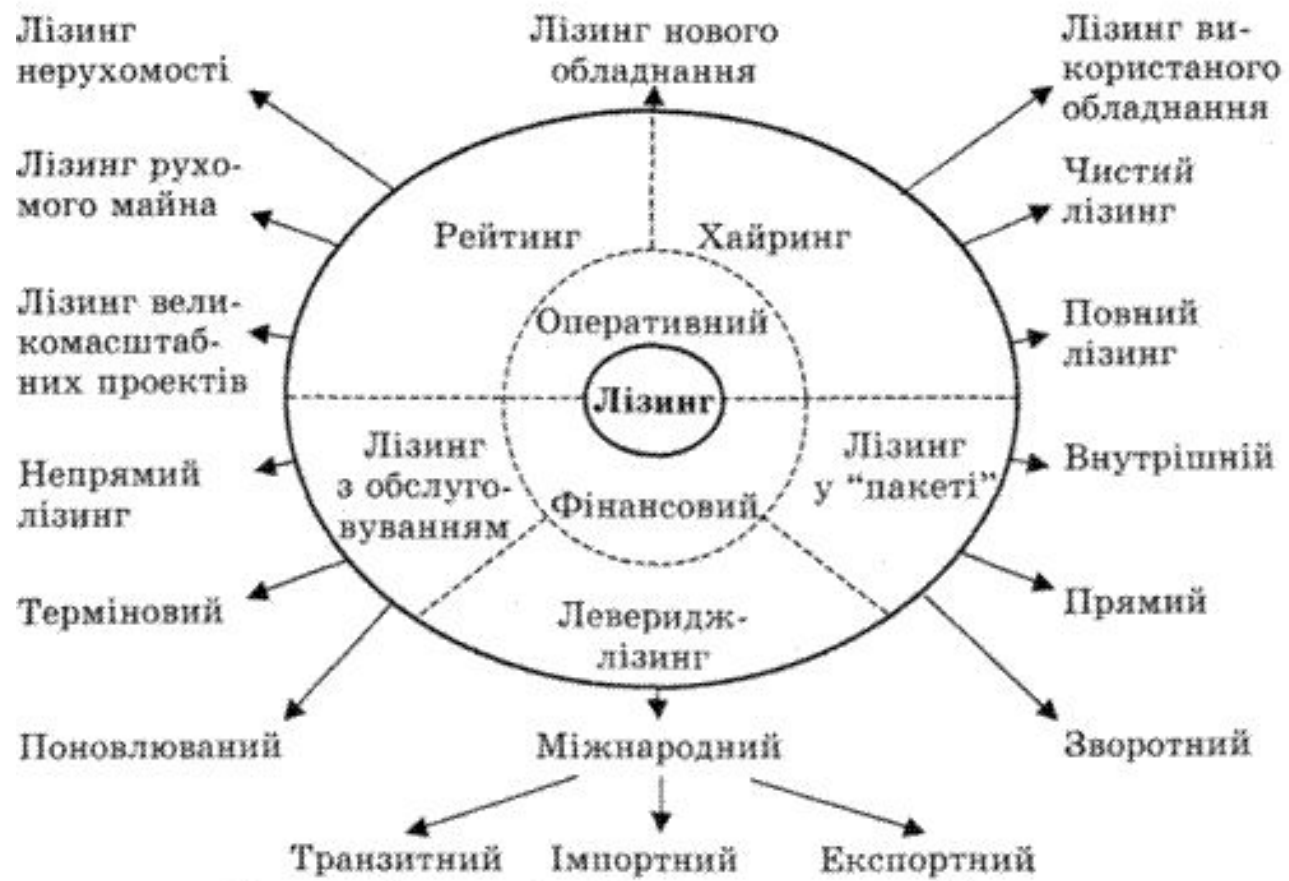 Лізинг
нерухомості
Лізинг нового
обладнання
Лізинг ви-
користаного
обладнання
Лізинг рухо-
мого майна
Чистий
лізинг
Рейтинг
Хайринг
Лізинг вели-
комасштаб-
них проектів
Оперативний
Повний
лізинг
Лізинг
Лізинг
з обслуго-
вуванням
Лізинг
у “пакеті”
Непрямий
лізинг
Фінансовий
Внутрішній
Терміновий
Левередж-
лізинг
Прямий
Поновлюваний
Міжнародний
Зворотний
Транзитний
Імпортний
Експортний